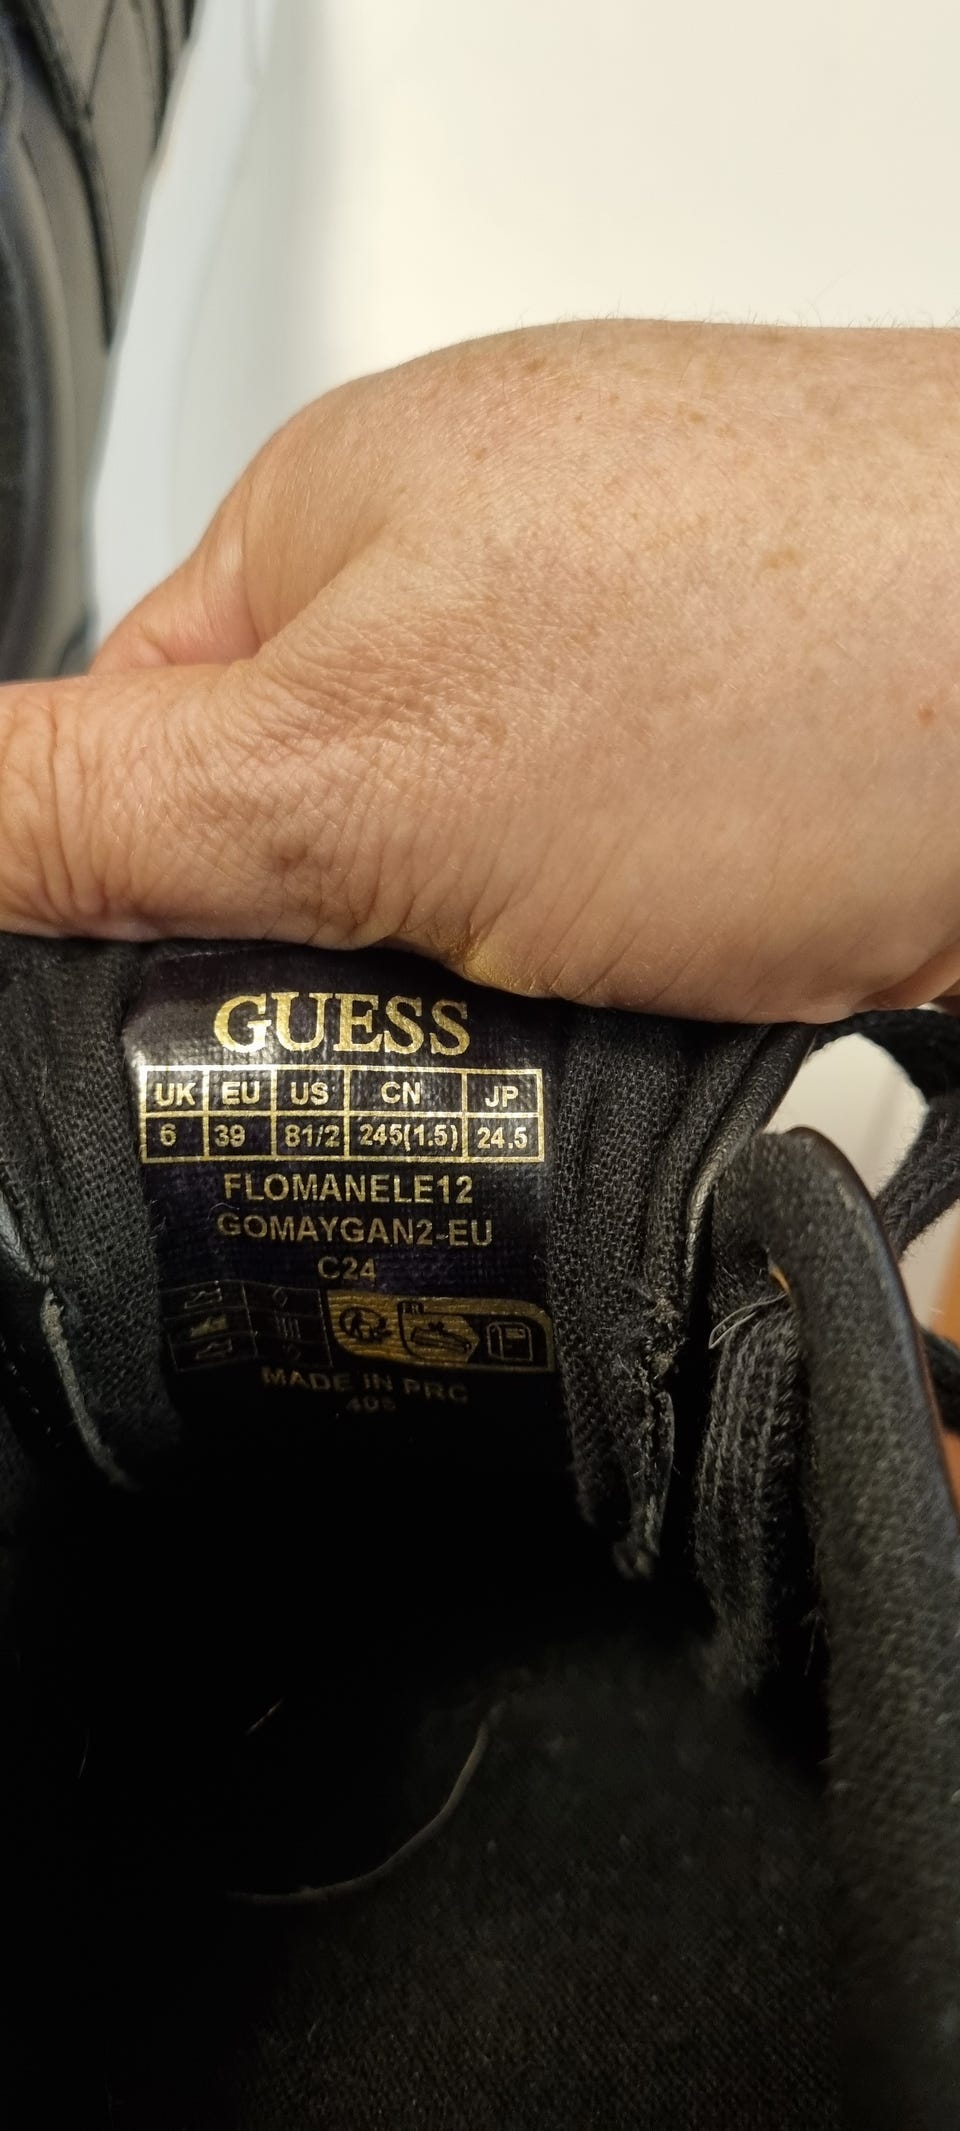 GUESS
UK EU US CN JP
6 39 81/2 245(1.5) 24.5
FLOMANELE12
GOMAYGAN2-EU
C24
FR
MADE IN PRC